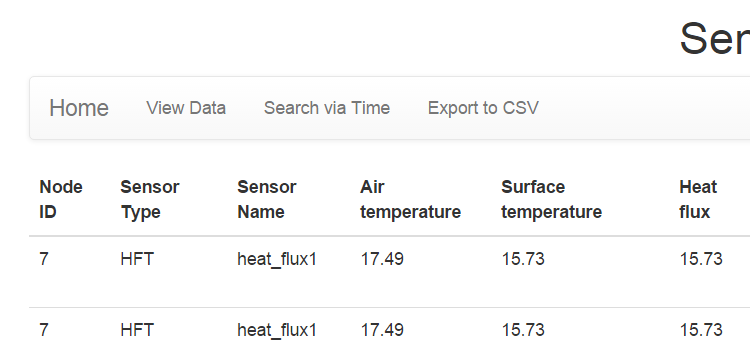 Home View Data Search via Time Export to CSV
Node ID Sensor Type Sensor Name Air temperature Surface temperature Heat flux
7 HFT heat_flux1 17.49 15.73 15.73
7 HFT heat_flux1 17.49 15.73 15.73